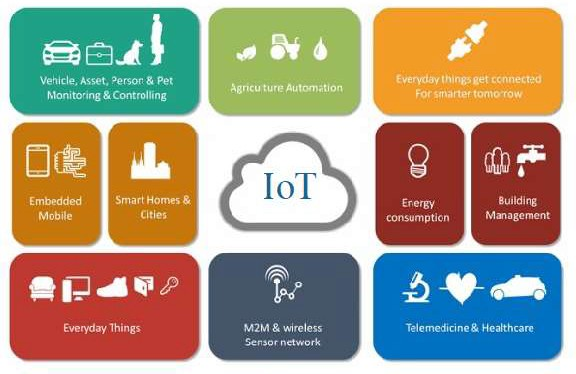 Vehicle, Asset, Person & Pet
Monitoring & Controlling
Agriculture Automation
Everyday things get connected
For smarter tomorrow
Embedded
Mobile
Smart Homes &
Cities
IoT
Energy
consumption
Building
Management
Everyday Things
M2M & wireless
Sensor network
Telemedicine & Healthcare